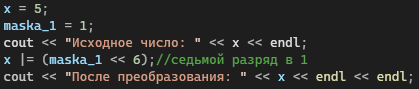 x = 5;
maska_1 = 1;
cout << "Исходное число: " << x << endl;
x |= (maska_1 << 6);//седьмой разряд в 1
cout << "После преобразования: " << x << endl << endl;